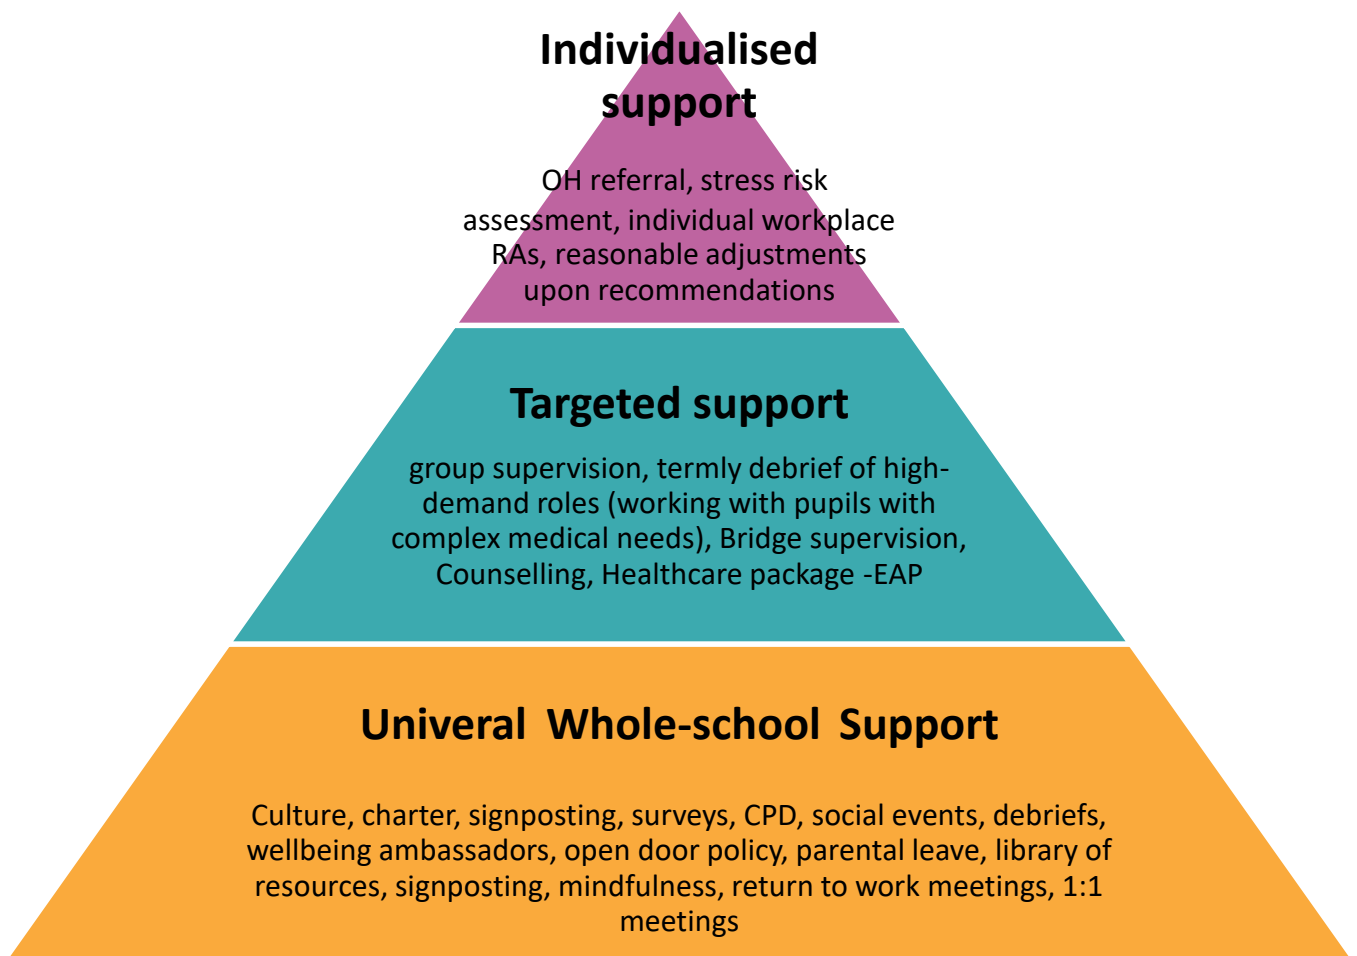 Individualised
support
OH referral, stress risk
assessment, individual workplace
RAs, reasonable adjustments
upon recommendations
Targeted support
group supervision, termly debrief of high-
demand roles (working with pupils with
complex medical needs), Bridge supervision,
Counselling, Healthcare package -EAP
Univeral Whole-school Support
Culture, charter, signposting, surveys, CPD, social events, debriefs,
wellbeing ambassadors, open door policy, parental leave, library of
resources, signposting, mindfulness, return to work meetings, 1:1
meetings